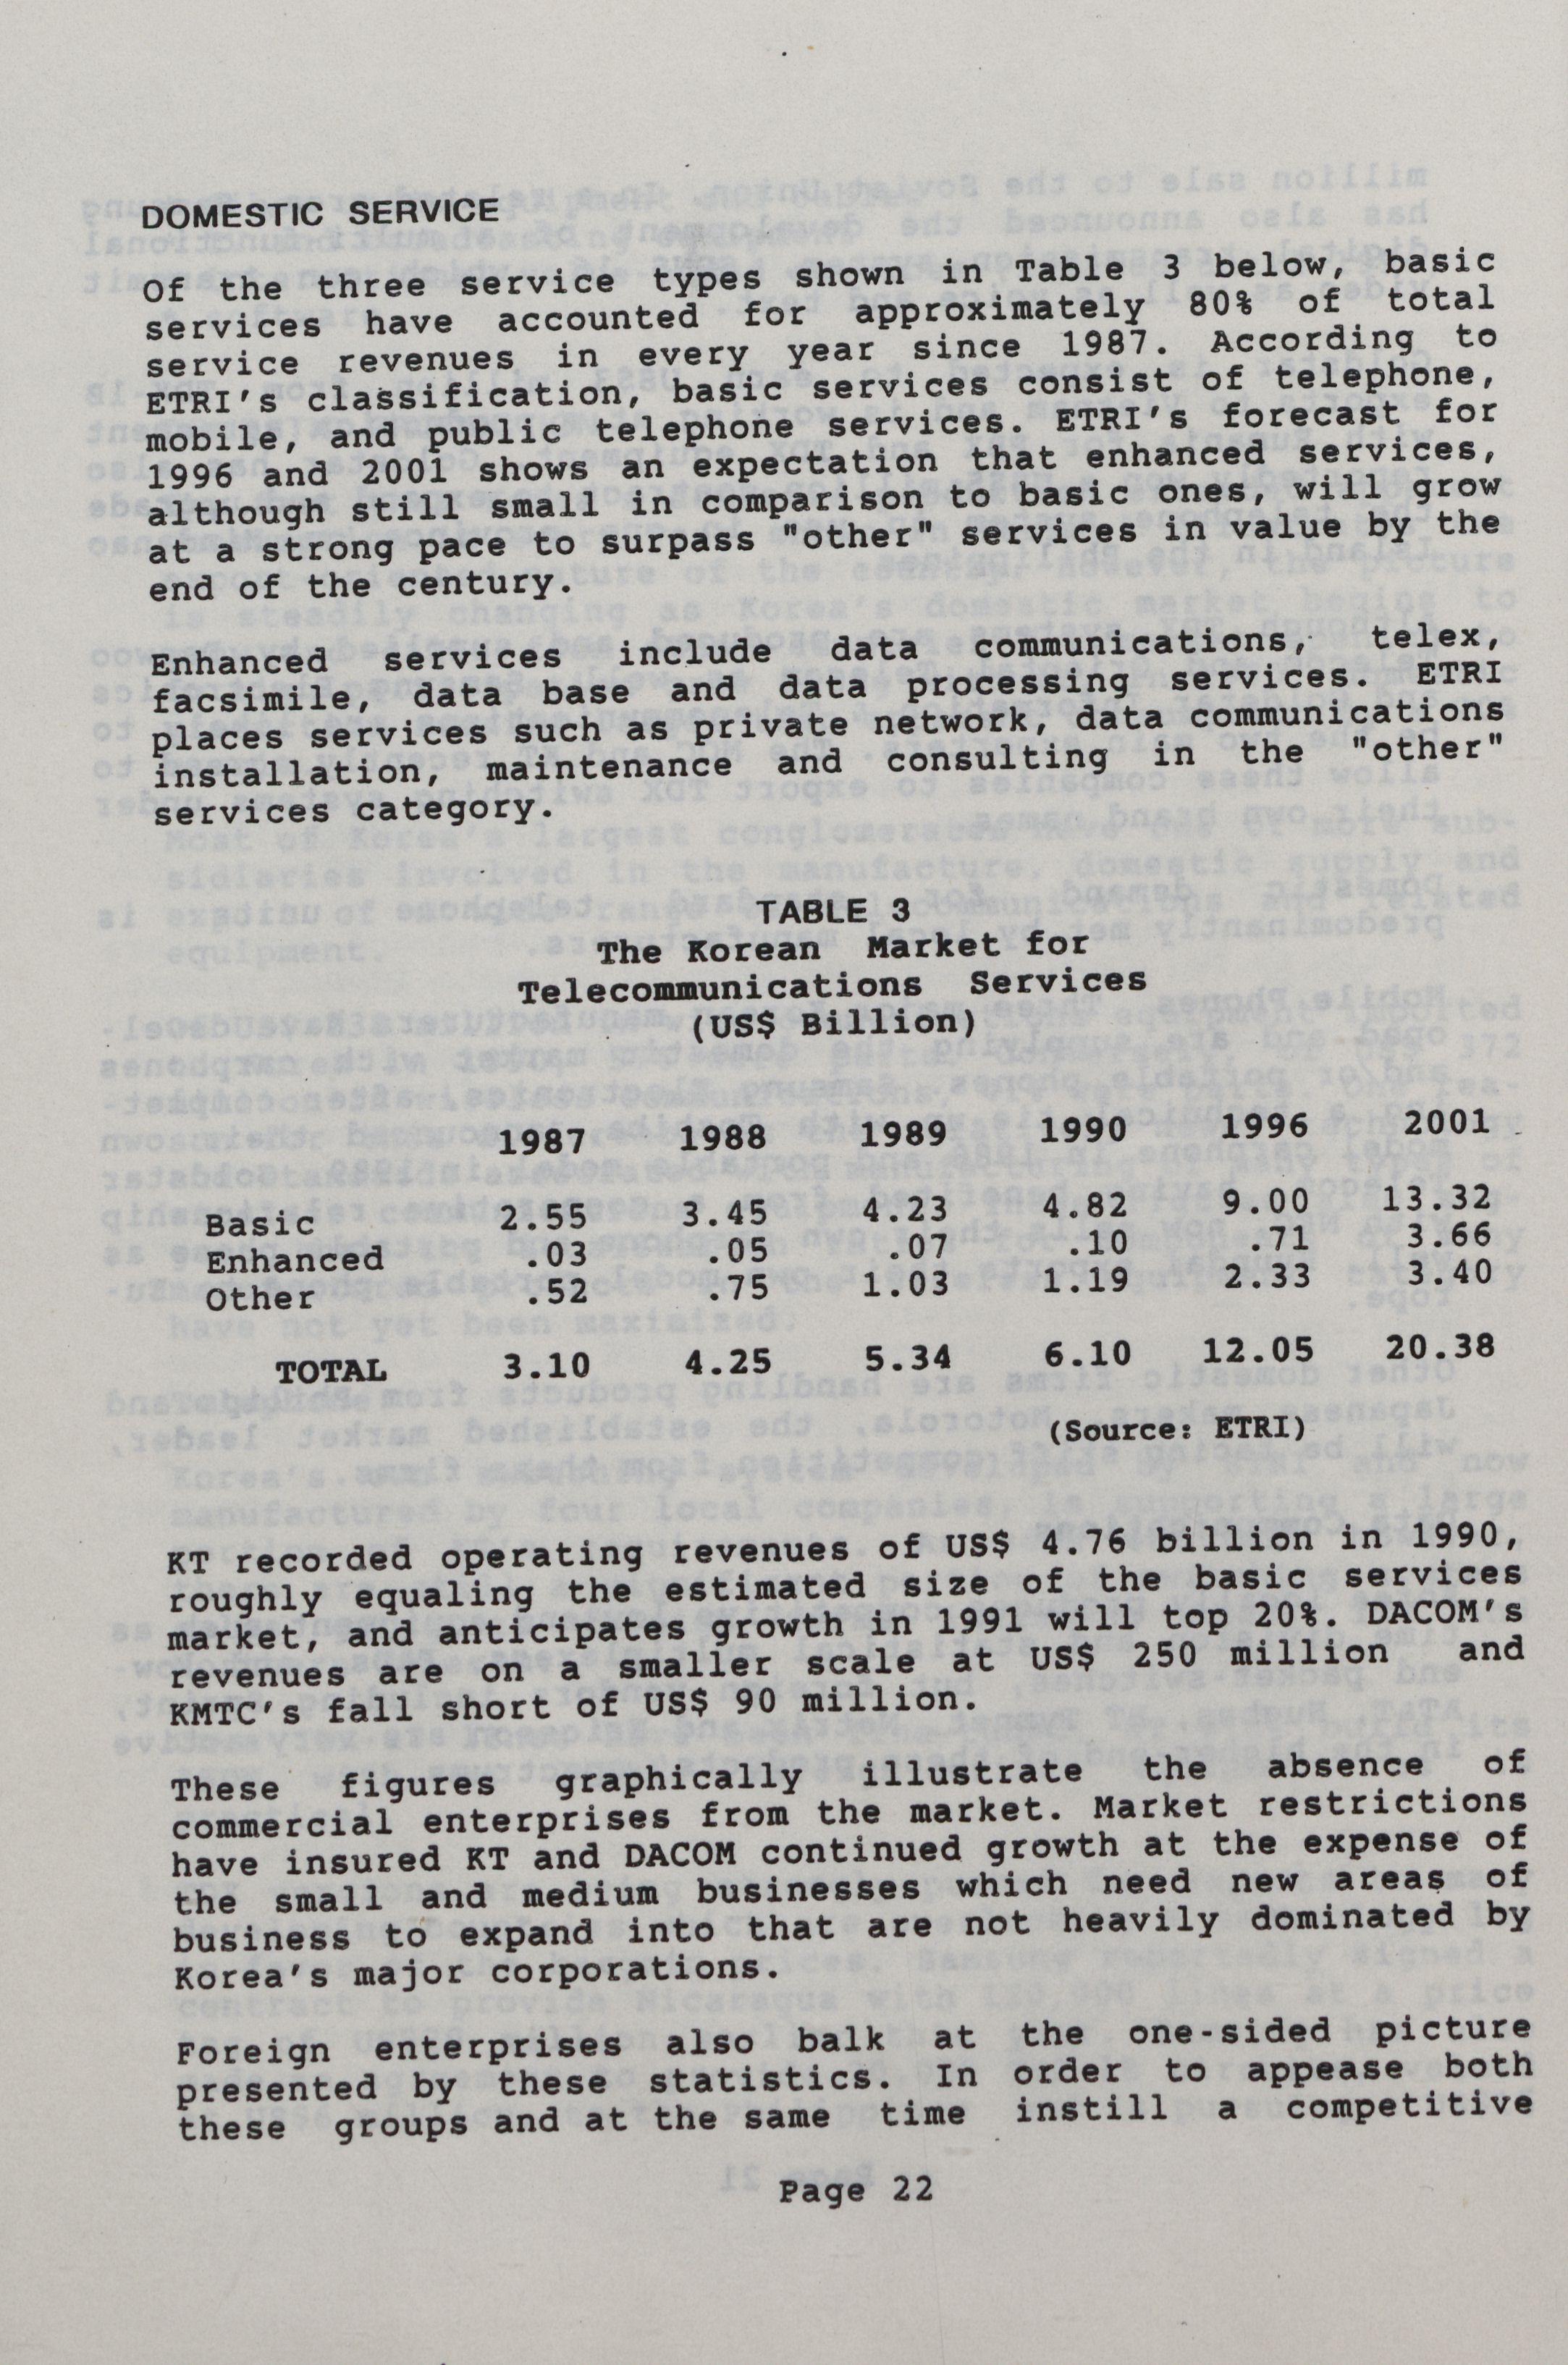 DOMESTIC SERVICE
Of the three service types shown in Table 3 below, basic
services have accounted for approximately 80% of total
service revenues in every year since 1987. According to
ETRI's classification, basic services consist of telephone,
mobile, and public telephone services. ETRI's forecast for
1996 and 2001 shows an expectation that enhanced services,
although still small in comparison to basic ones, will grow
at a strong pace to surpass "other" services in value by the
end of the century.
Enhanced services include data communications, telex,
facsimile, data base and data processing services. ETRI
places services such as private network, data communications
installation, maintenance and consulting in the "other"
services category.
TABLE 3
The Korean Market for
Telecommunications Services
(US$ Billion)
1987 1988 1989 1990 1996 2001
Basic 2.55 3.45 4.23 4.82 9.00 13.32
Enhanced .03 .05 .07 .10 .71 3.66
Other .52 .75 1.03 1.19 2.33 3.40
TOTAL 3.10 4.25 5.34 6.10 12.05 20.38
(Source: ETRI)
KT recorded operating revenues of US$ 4.76 billion in 1990,
roughly equaling the estimated size of the basic services
market, and anticipates growth in 1991 will top 20%. DACOM's
revenues are on a smaller scale at US$ 250 million and
KMTC's fall short of US$ 90 million.
These figures graphically illustrate the absence of
commercial enterprises from the market. Market restrictions
have insured KT and DACOM continued growth at the expense of
the small and medium businesses which need new areas of
business to expand into that are not heavily dominated by
Korea's major corporations.
Foreign enterprises also balk at the one-sided picture
presented by these statistics. In order to appease both
these groups and at the same time instill a competitive
Page 22